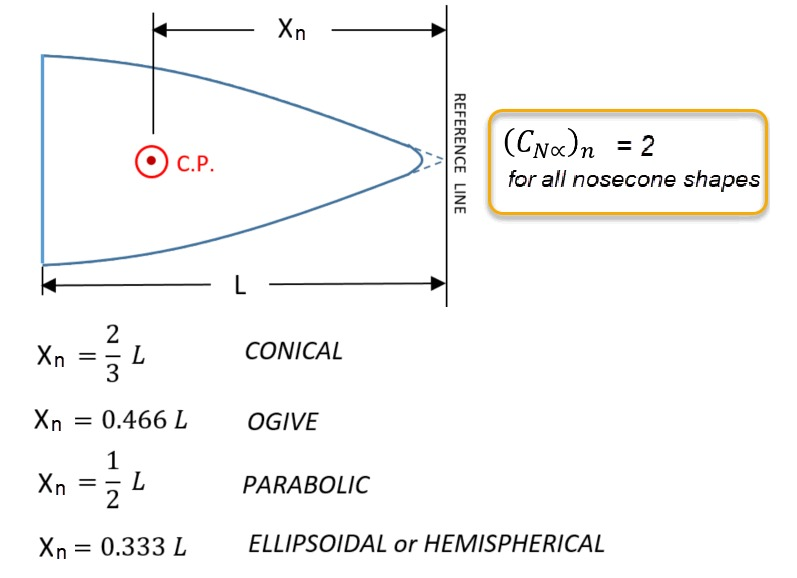 Xn
REFERENCE LINE
C.P.
(CN∝)n = 2
for all nosecone shapes
L
Xn = 2/3 L CONICAL
Xn = 0.466 L OGIVE
Xn = 1/2 L PARABOLIC
Xn = 0.333 L ELLIPSOIDAL or HEMISPHERICAL